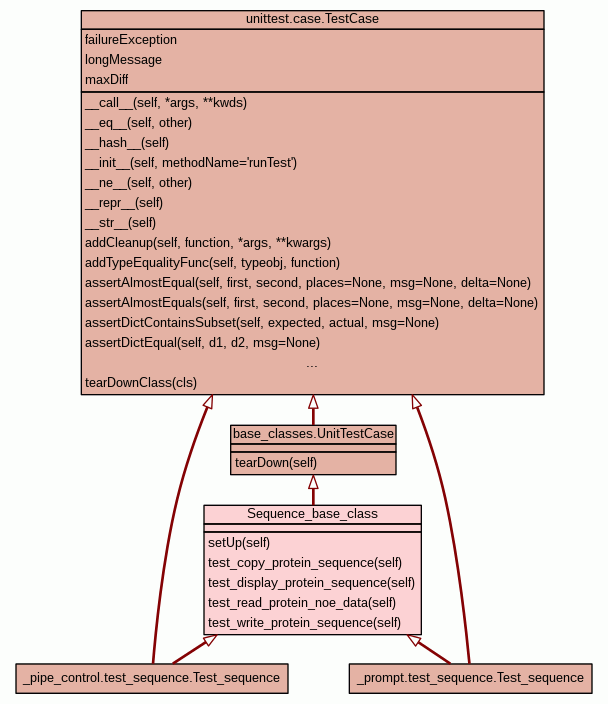 unittest.case.TestCase
failureException
longMessage
maxDiff
__call__(self, *args, **kwds)
__eq__(self, other)
__hash__(self)
__init__(self, methodName='runTest')
__ne__(self, other)
__repr__(self)
__str__(self)
addCleanup(self, function, *args, **kwargs)
addTypeEqualityFunc(self, typeobj, function)
assertAlmostEqual(self, first, second, places=None, msg=None, delta=None)
assertAlmostEquals(self, first, second, places=None, msg=None, delta=None)
assertDictContainsSubset(self, expected, actual, msg=None)
assertDictEqual(self, d1, d2, msg=None)
...
tearDownClass(cls)
base_classes.UnitTestCase
tearDown(self)
Sequence_base_class
setUp(self)
test_copy_protein_sequence(self)
test_display_protein_sequence(self)
test_read_protein_noe_data(self)
test_write_protein_sequence(self)
_pipe_control.test_sequence.Test_sequence
_prompt.test_sequence.Test_sequence